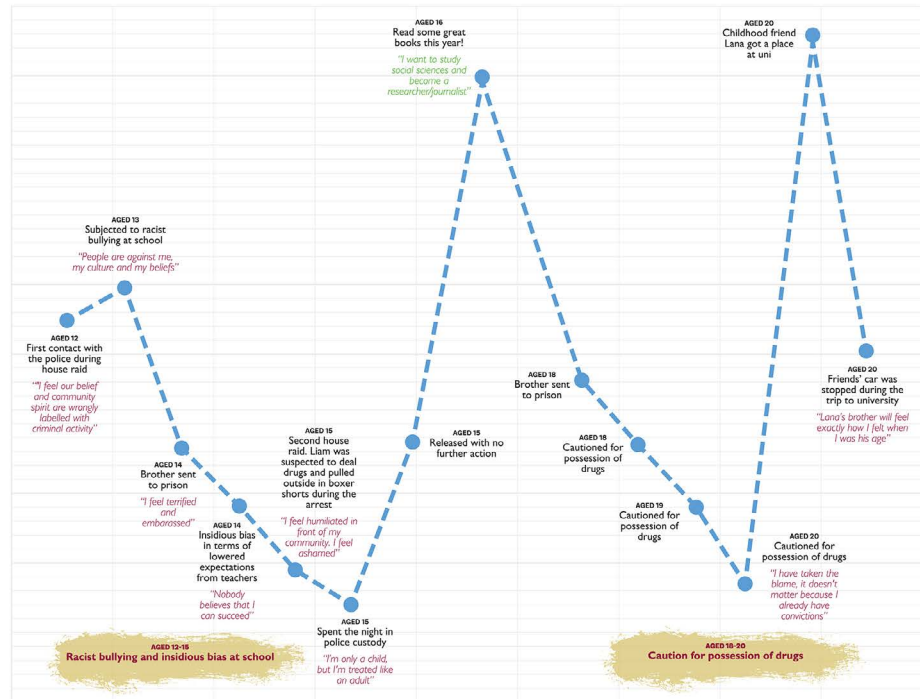 AGED 12
First contact with
the police during
house raid
""I feel our belief
and community
spirit are wrongly
labelled with
criminal activity"
AGED 13
Subjected to racist
bullying at school
"People are against me,
my culture and my beliefs"
AGED 14
Brother sent
to prison
"I feel terrified
and
embarassed"
AGED 14
Insidious bias
in terms of
lowered
expectations
from teachers
"Nobody
believes that I
can succeed"
AGED 15
Second house
raid. Liam was
suspected to deal
drugs and pulled
outside in boxer
shorts during the
arrest
"I feel humiliated in
front of my
community. I feel
ashamed"
AGED 15
Spent the night in
police custody
"I'm only a child,
but I'm treated like
an adult"
AGED 15
Released with no
further action
AGED 16
Read some great
books this year!
"I want to study
social sciences and
become a
researcher/journalist"
AGED 18
Brother sent
to prison
AGED 18
Cautioned for
possession of
drugs
AGED 19
Cautioned for
possession of
drugs
AGED 20
Cautioned for
possession of drugs
"I have taken the
blame, it doesn't
matter because I
already have
convictions"
AGED 20
Childhood friend
Lana got a place
at uni
AGED 20
Friends' car was
stopped during the
trip to university
"Lana's brother will feel
exactly how I felt when
I was his age"
AGED 12-15
Racist bullying and insidious bias at school
AGED 18-20
Caution for possession of drugs